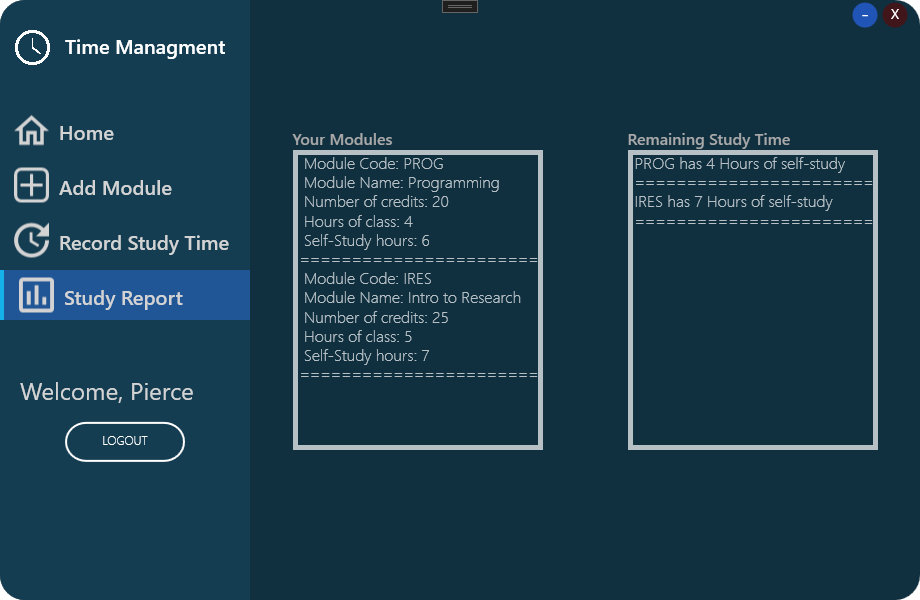 Time Managment
X
Home
Add Module
Record Study Time
Study Report
Welcome, Pierce
LOGOUT
Your Modules
Module Code: PROG
Module Name: Programming
Number of credits: 20
Hours of class: 4
Self-Study hours: 6
=======================
Module Code: IRES
Module Name: Intro to Research
Number of credits: 25
Hours of class: 5
Self-Study hours: 7
=======================
Remaining Study Time
PROG has 4 Hours of self-study
=======================
IRES has 7 Hours of self-study
=======================